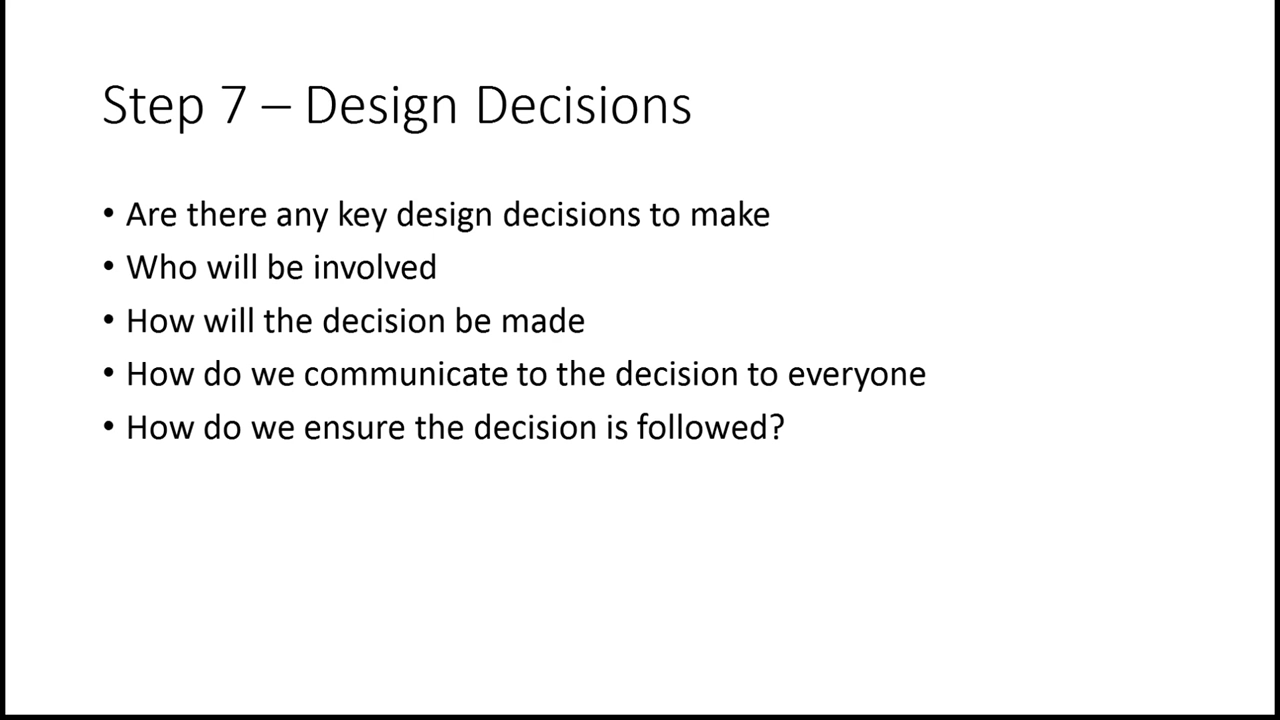 Step 7 – Design Decisions
• Are there any key design decisions to make
• Who will be involved
• How will the decision be made
• How do we communicate to the decision to everyone
• How do we ensure the decision is followed?